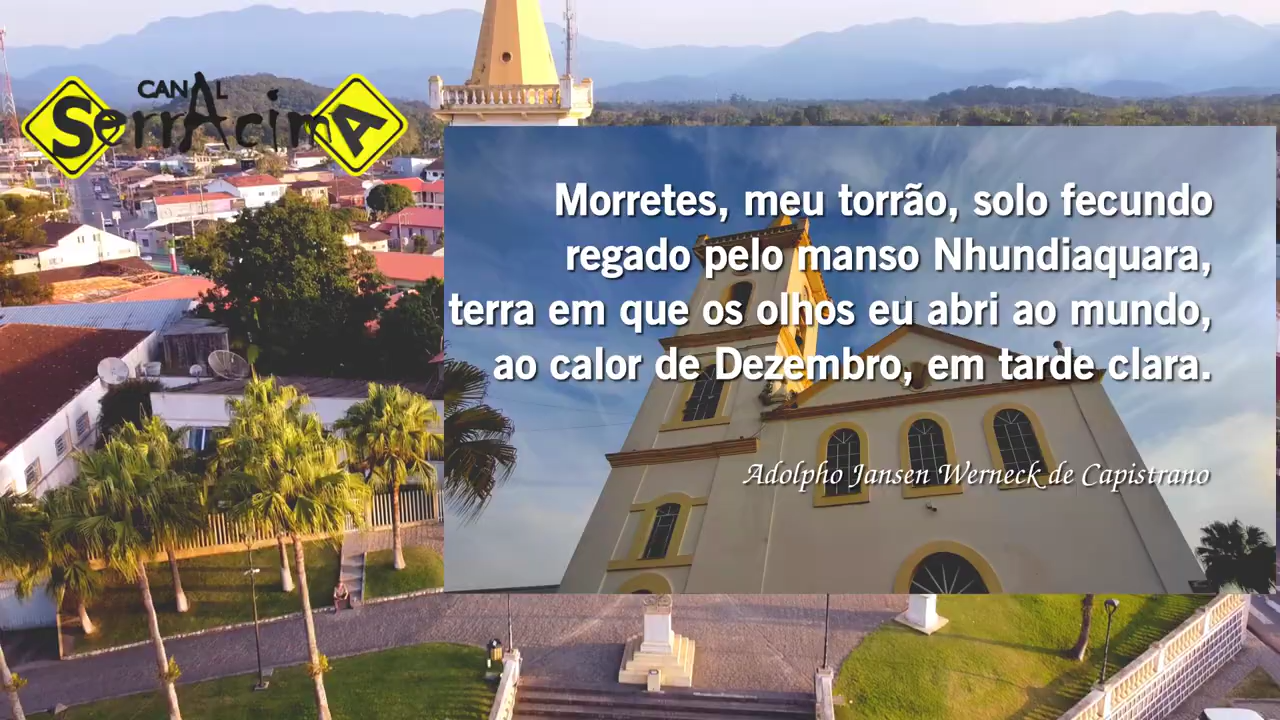 CANAL
SerrAcimA
Morretes, meu torrão, solo fecundo
regado pelo manso Nhundiaquara,
terra em que os olhos eu abri ao mundo,
ao calor de Dezembro, em tarde clara.
Adolpho Jansen Werneck de Capistrano